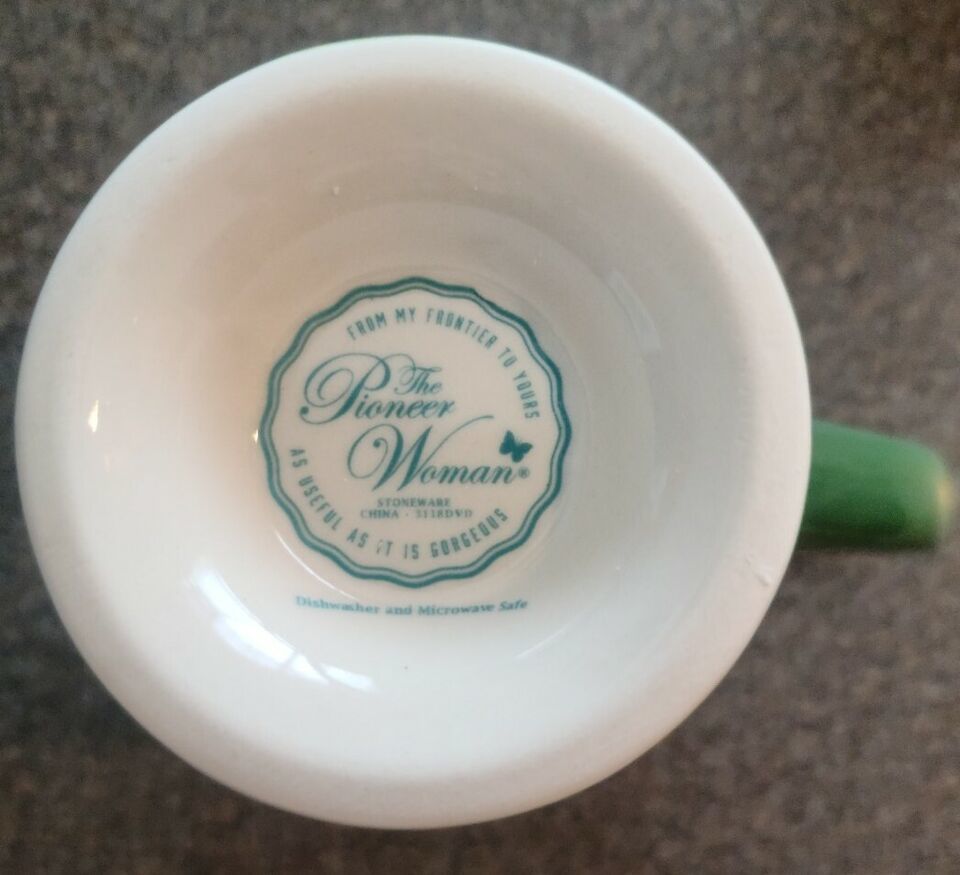 FROM MY FRONTIER TO YOURS
The
Pioneer
Woman®
STONEWARE
CHINA · 3118DVD
AS USEFUL AS IT IS GORGEOUS
Dishwasher and Microwave Safe